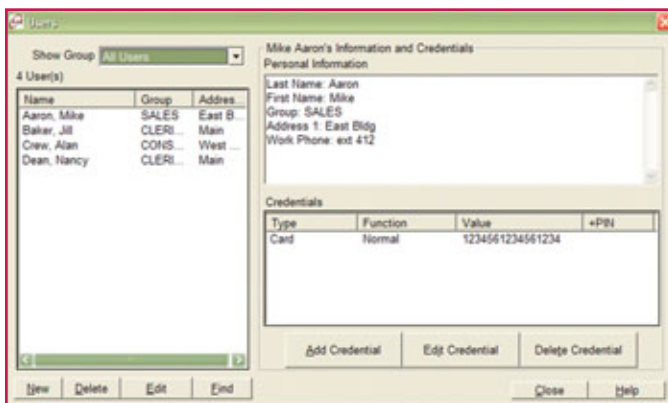 Users
Show Group All Users
4 User(s)
Name Group Addres...
Aaron, Mike SALES East B...
Baker, Jill CLERI... Main
Crew, Alan CONS... West ...
Dean, Nancy CLERI... Main
New Delete Edit Find
Mike Aaron's Information and Credentials
Personal Information
Last Name: Aaron
First Name: Mike
Group: SALES
Address 1: East Bldg
Work Phone: ext 412
Credentials
Type Function Value +PIN
Card Normal 1234561234561234
Add Credential Edit Credential Delete Credential
Close Help